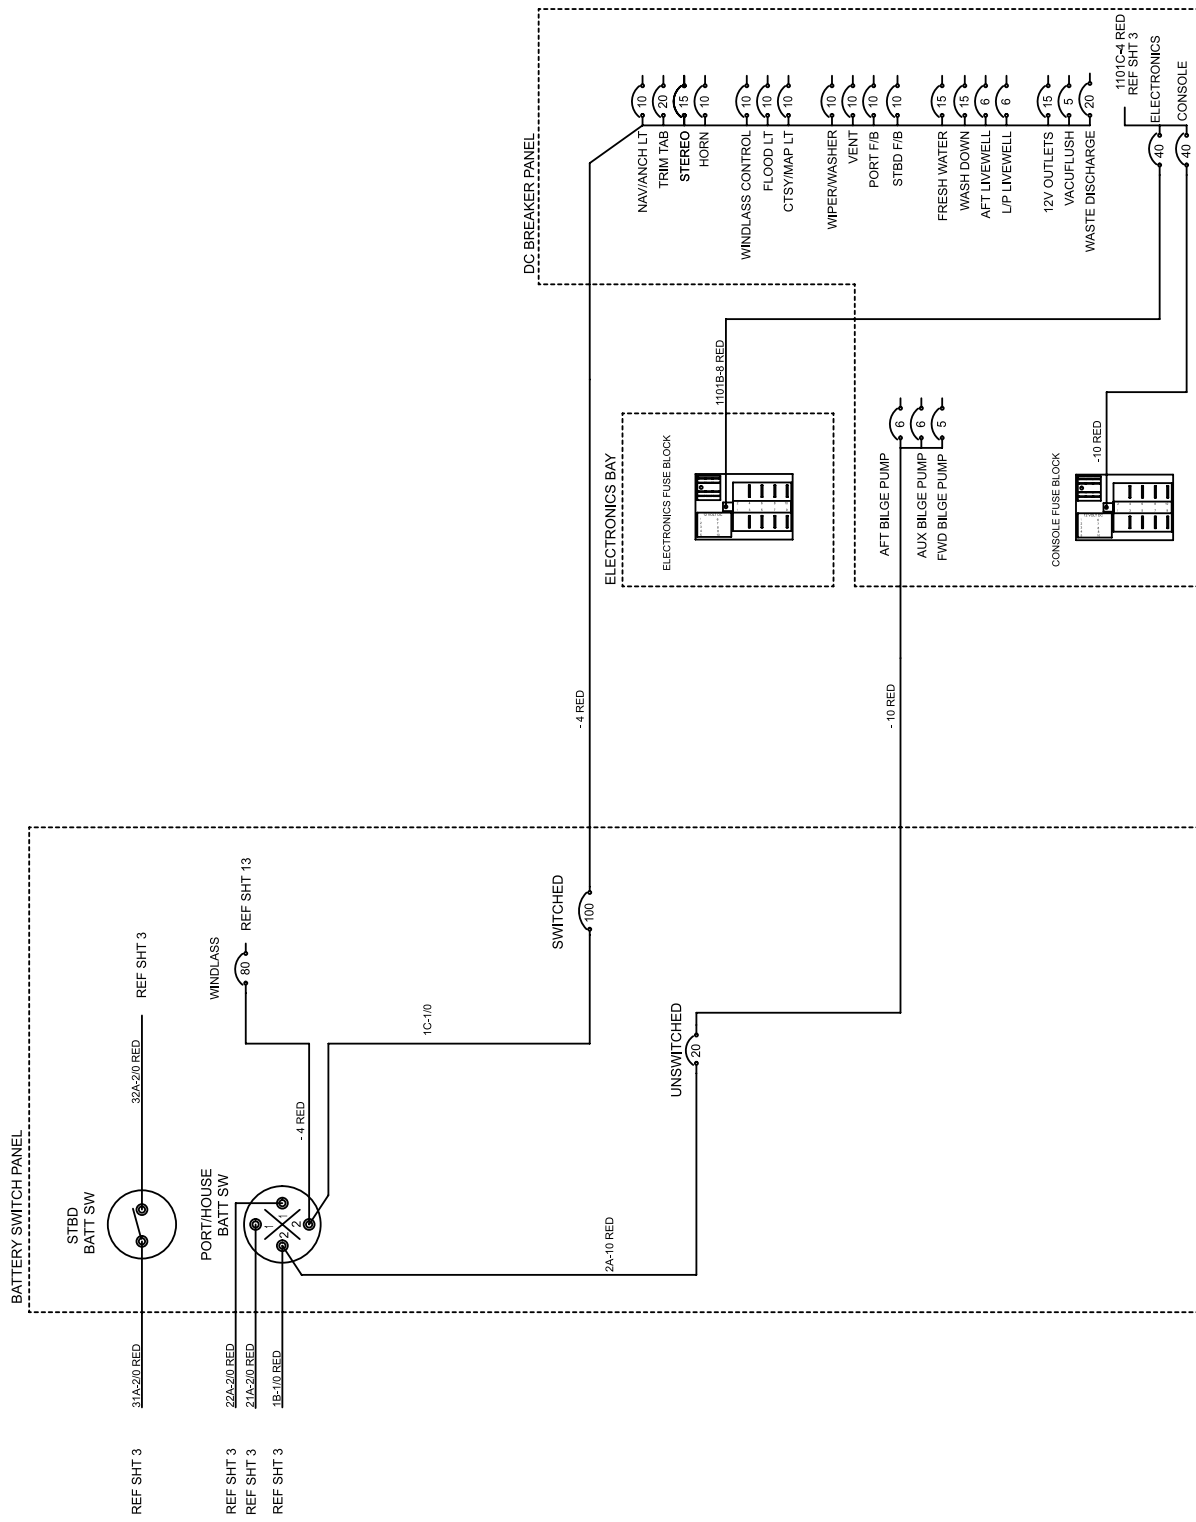 BATTERY SWITCH PANEL
STBD
BATT SW
31A-2/0 RED
REF SHT 3
32A-2/0 RED
REF SHT 3
PORT/HOUSE
BATT SW
1
1
2
2
22A-2/0 RED
REF SHT 3
21A-2/0 RED
REF SHT 3
1B-1/0 RED
REF SHT 3
WINDLASS
80
REF SHT 13
- 4 RED
1C-1/0
SWITCHED
100
- 4 RED
2A-10 RED
UNSWITCHED
20
- 10 RED
DC BREAKER PANEL
NAV/ANCH LT
10
TRIM TAB
20
STEREO
15
HORN
10
WINDLASS CONTROL
10
FLOOD LT
10
CTSY/MAP LT
10
WIPER/WASHER
10
VENT
10
PORT F/B
10
STBD F/B
10
FRESH WATER
15
WASH DOWN
15
AFT LIVEWELL
6
L/P LIVEWELL
6
12V OUTLETS
15
VACUFLUSH
5
WASTE DISCHARGE
20
1101C-4 RED
REF SHT 3
ELECTRONICS
40
CONSOLE
40
ELECTRONICS BAY
ELECTRONICS FUSE BLOCK
1101B-8 RED
AFT BILGE PUMP
6
AUX BILGE PUMP
6
FWD BILGE PUMP
5
CONSOLE FUSE BLOCK
-10 RED